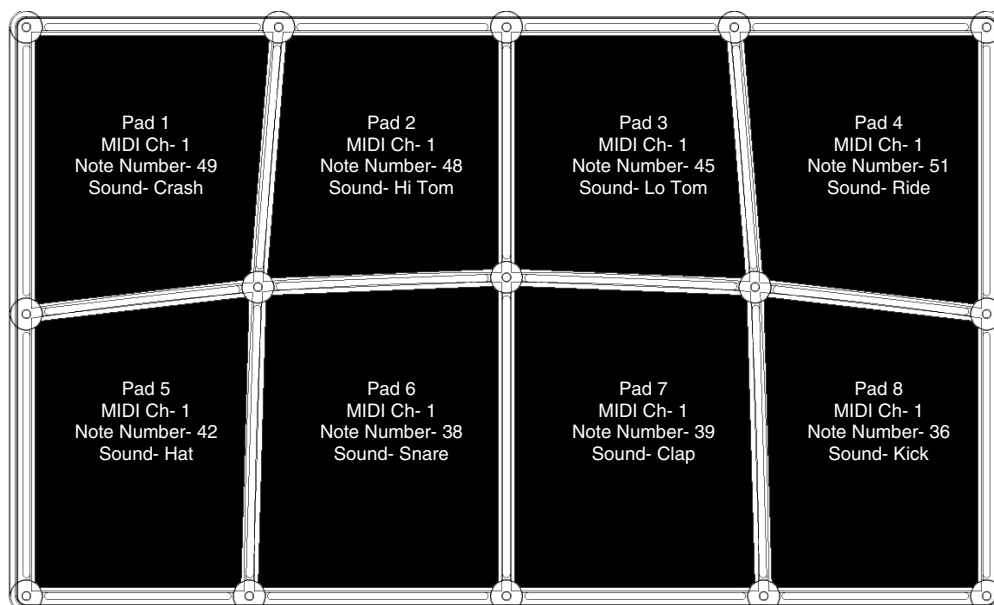 Pad 1
MIDI Ch- 1
Note Number- 49
Sound- Crash
Pad 2
MIDI Ch- 1
Note Number- 48
Sound- Hi Tom
Pad 3
MIDI Ch- 1
Note Number- 45
Sound- Lo Tom
Pad 4
MIDI Ch- 1
Note Number- 51
Sound- Ride
Pad 5
MIDI Ch- 1
Note Number- 42
Sound- Hat
Pad 6
MIDI Ch- 1
Note Number- 38
Sound- Snare
Pad 7
MIDI Ch- 1
Note Number- 39
Sound- Clap
Pad 8
MIDI Ch- 1
Note Number- 36
Sound- Kick